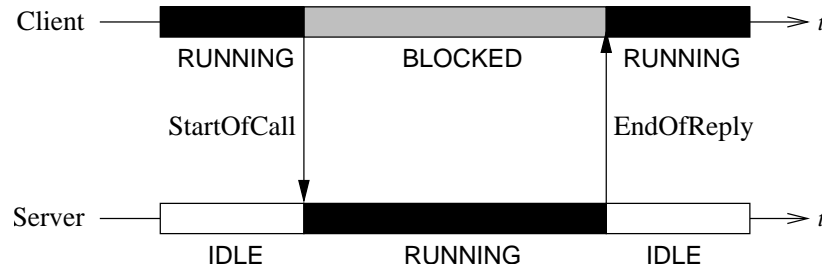 Client t
RUNNING BLOCKED RUNNING
StartOfCall EndOfReply
Server t
IDLE RUNNING IDLE